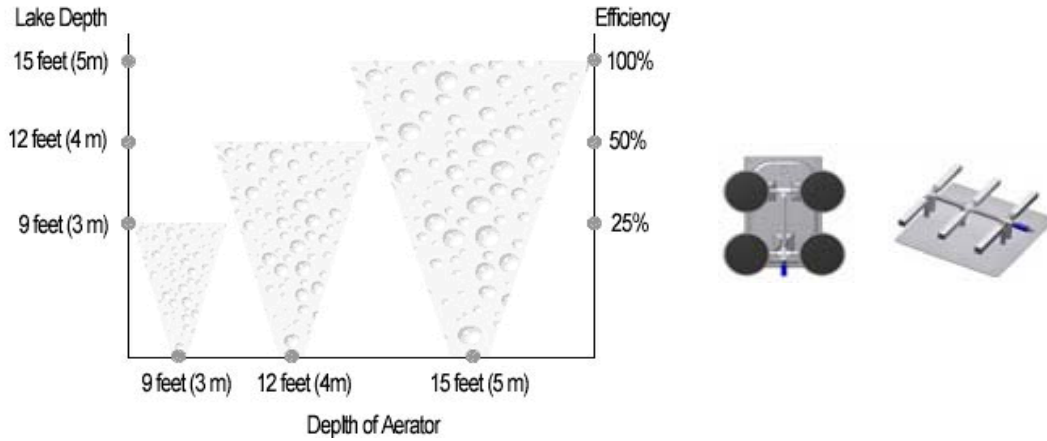 Lake Depth
Efficiency
15 feet (5m)
100%
12 feet (4 m)
50%
9 feet (3 m)
25%
9 feet (3 m)
12 feet (4m)
15 feet (5 m)
Deplth of Aerator